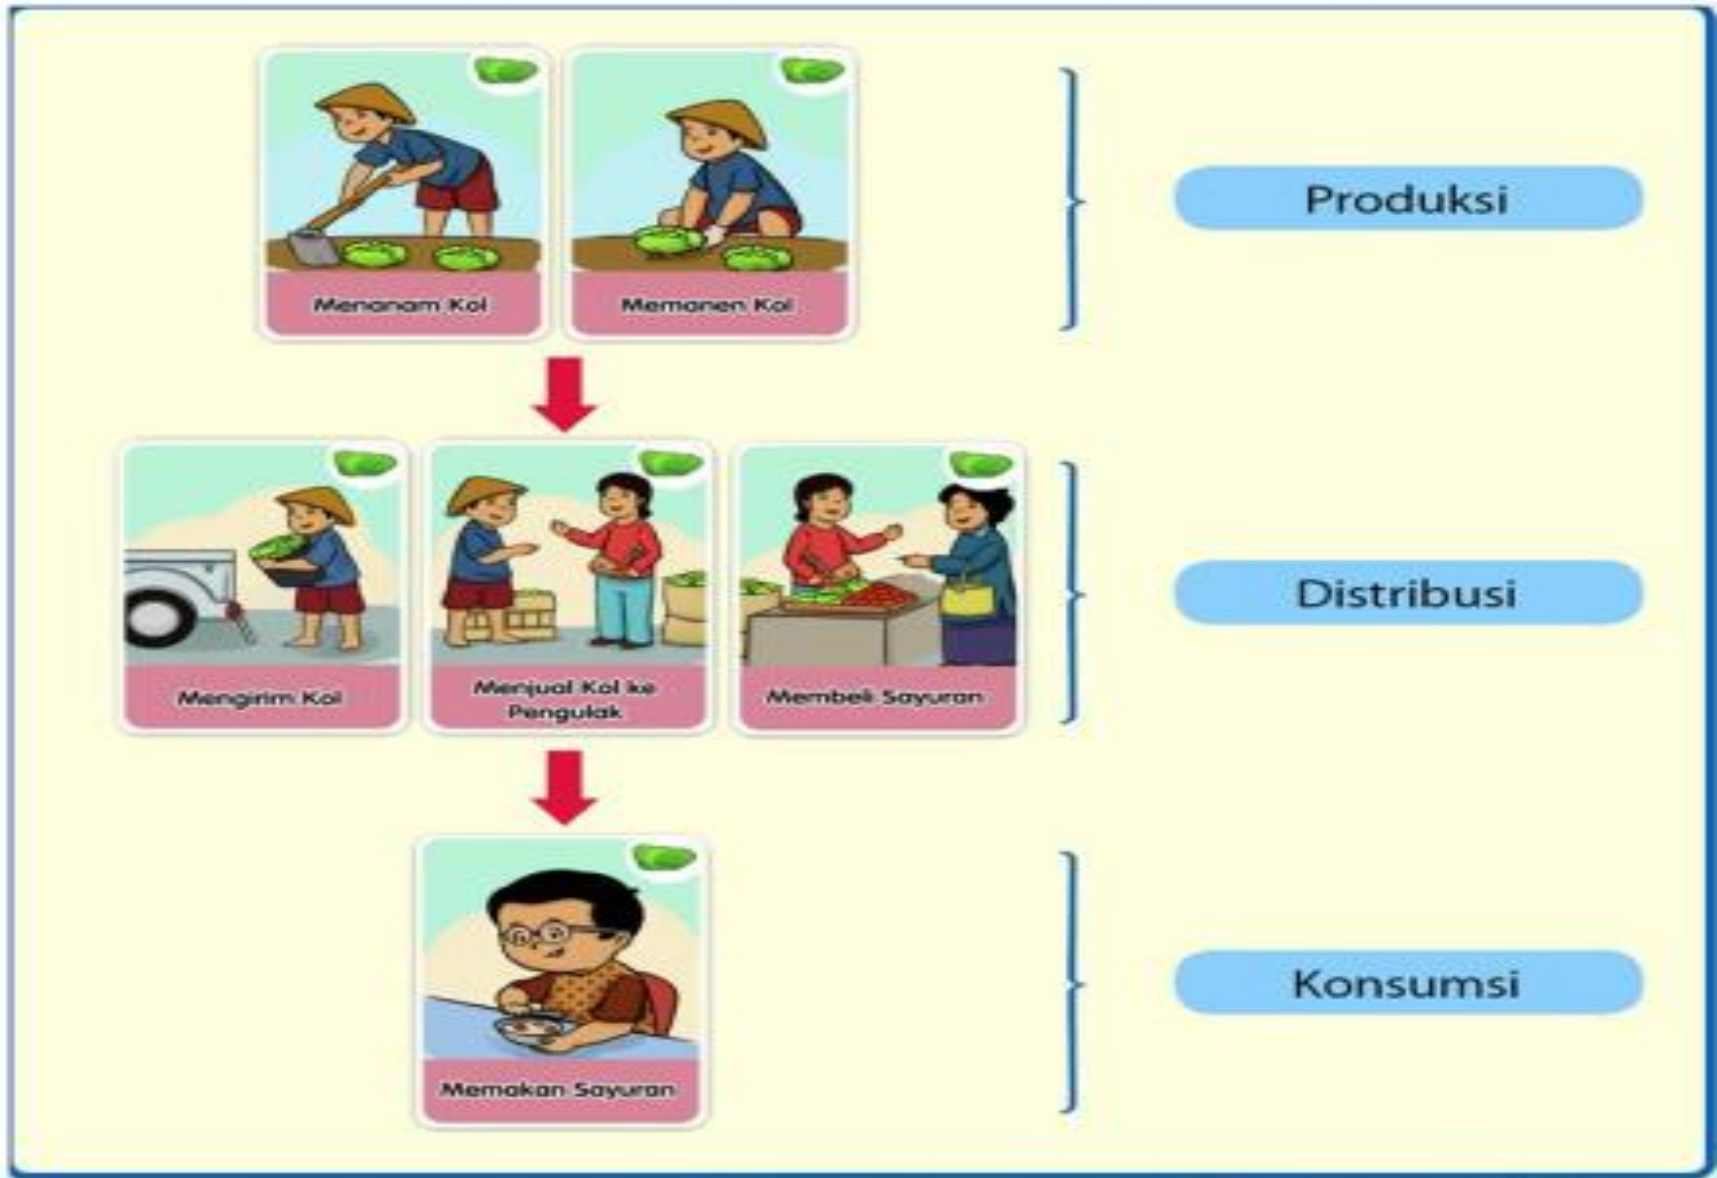 Menanam Kol
Memanen Kol
Produksi
Mengirim Kol
Menjual Kol ke
Pengulak
Membeli Sayuran
Distribusi
Memakan Sayuran
Konsumsi